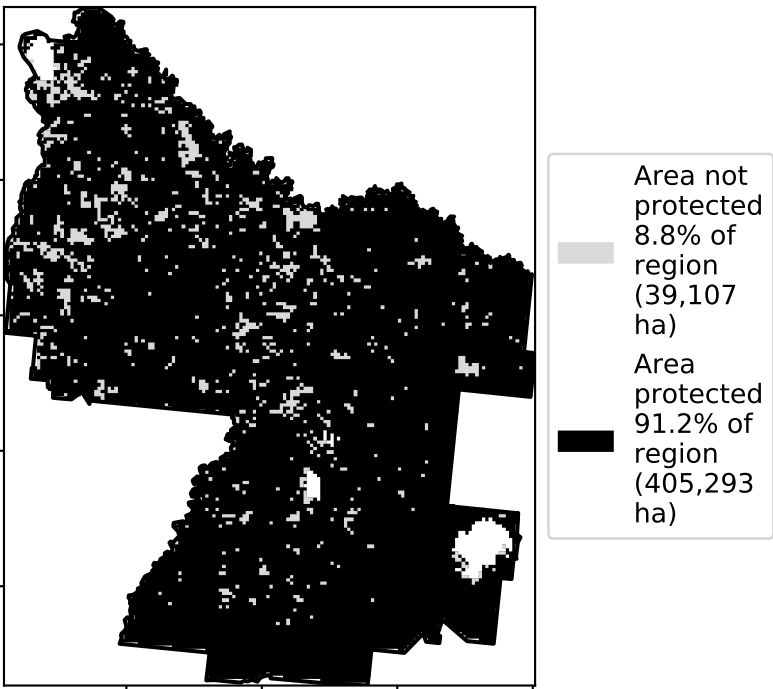 Area not
protected
8.8% of
region
(39,107
ha)
Area
protected
91.2% of
region
(405,293
ha)